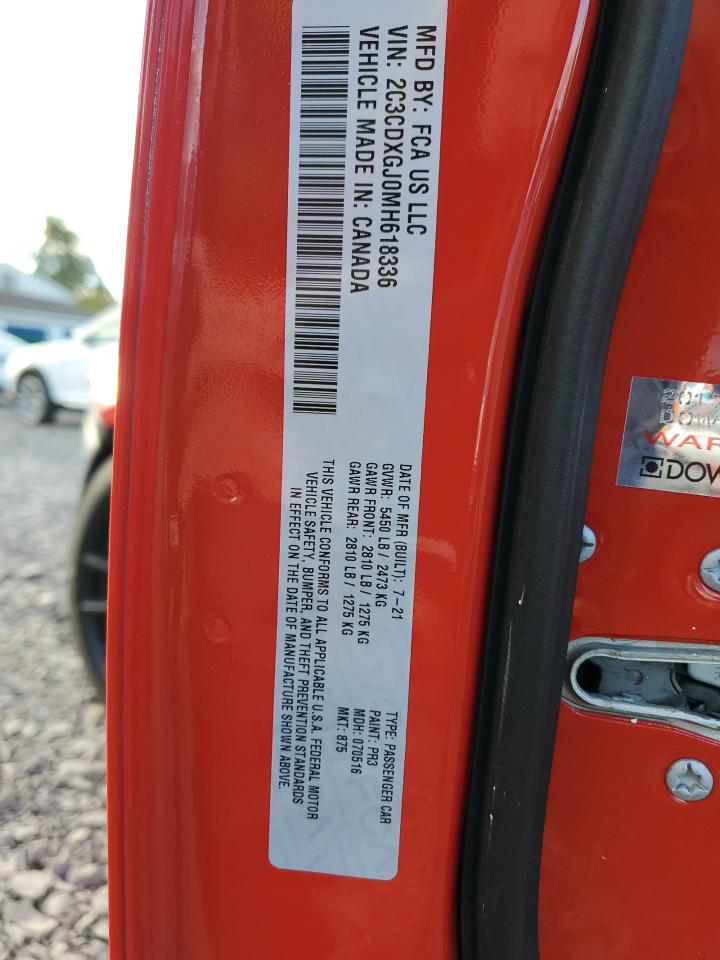 MFD BY: FCA US LLC
VIN: 2C3CDXGJ0MH618336
VEHICLE MADE IN: CANADA
DATE OF MFR (BUILT): 7-21
GVWR: 5450 LB / 2473 KG
GAWR FRONT: 2810 LB / 1275 KG
GAWR REAR: 2810 LB / 1275 KG
THIS VEHICLE CONFORMS TO ALL APPLICABLE U.S.A. FEDERAL MOTOR
VEHICLE SAFETY, BUMPER, AND THEFT PREVENTION STANDARDS
IN EFFECT ON THE DATE OF MANUFACTURE SHOWN ABOVE.
TYPE: PASSENGER CAR
PAINT: PR3
MDH: 070516
MKT: 875
WAR
DOW